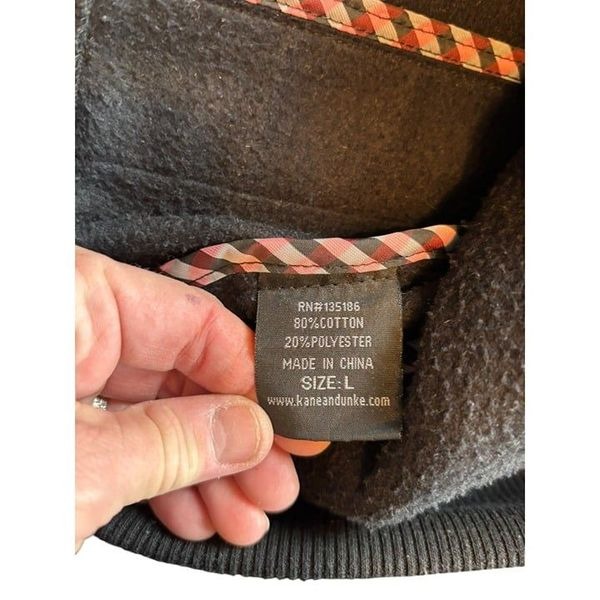 RN#135186
80%COTTON
20%POLYESTER
MADE IN CHINA
SIZE: L
www.kaneandunke.com